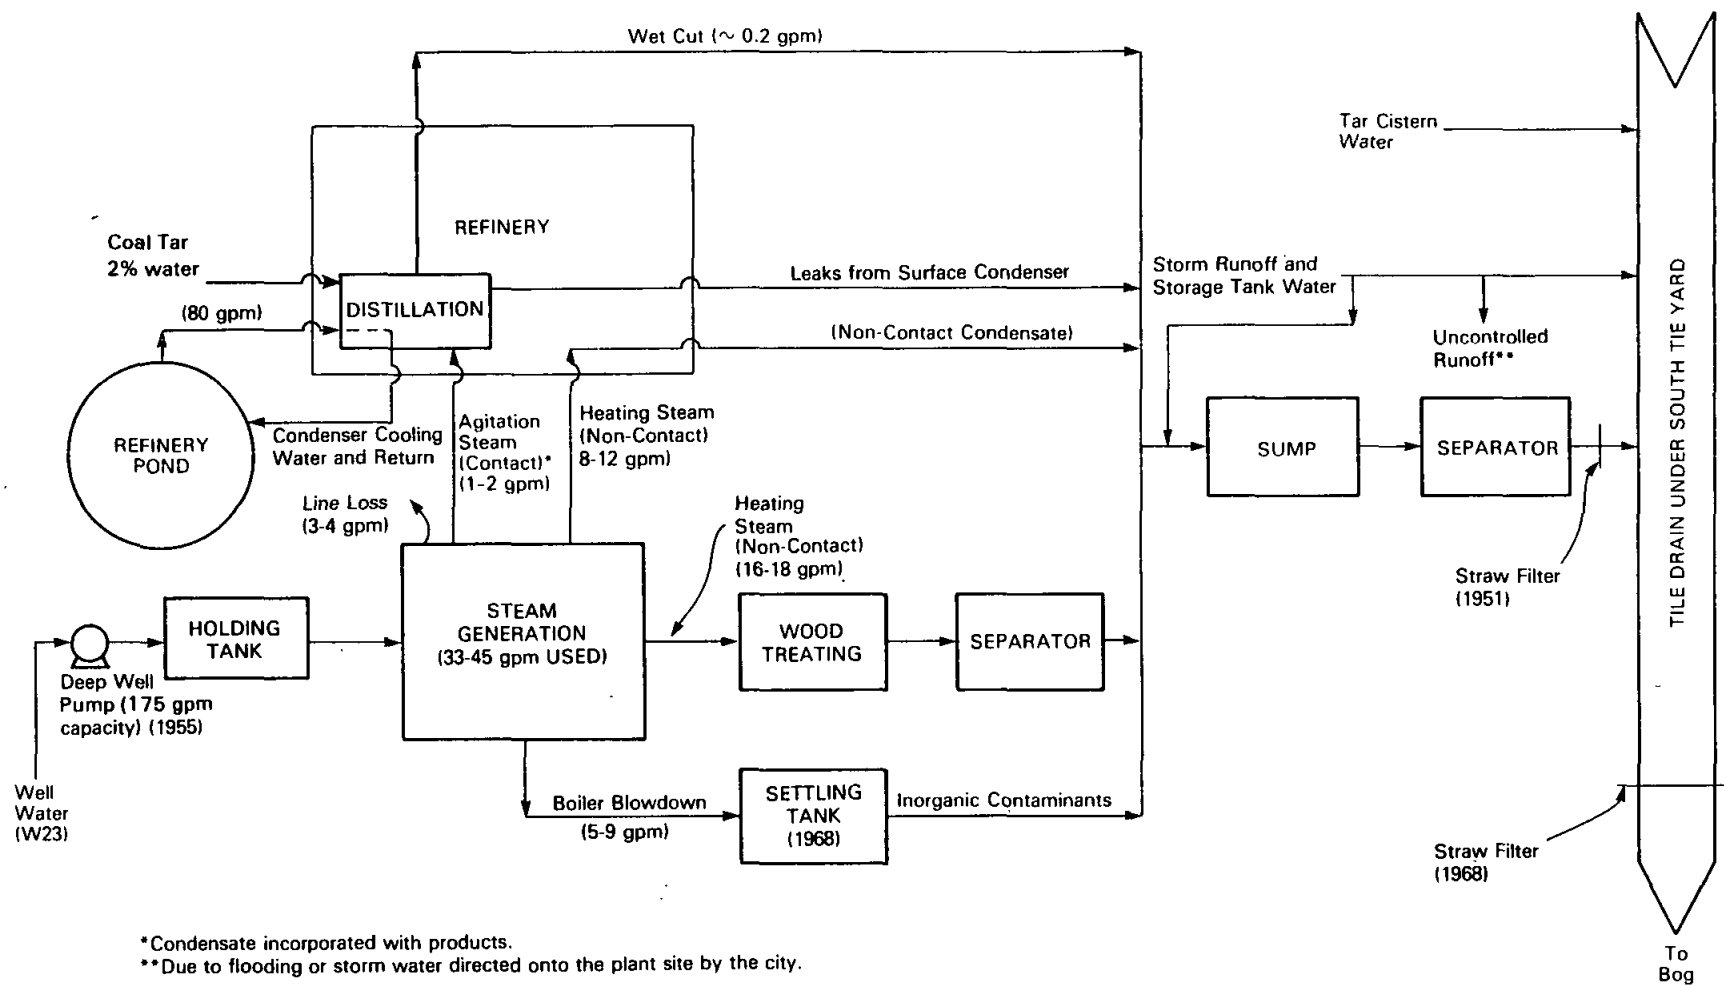 Wet Cut (~ 0.2 gpm)
Tar Cistern
Water
REFINERY
Coal Tar
2% water
(80 gpm)
DISTILLATION
Leaks from Surface Condenser
(Non-Contact Condensate)
Storm Runoff and
Storage Tank Water
Uncontrolled
Runoff**
REFINERY
POND
Condenser Cooling
Water and Return
Agitation
Steam
(Contact)*
(1-2 gpm)
Heating Steam
(Non-Contact)
8-12 gpm)
SUMP
SEPARATOR
TILE DRAIN UNDER SOUTH TIE YARD
Line Loss
(3-4 gpm)
Heating
Steam
(Non-Contact)
(16-18 gpm)
Straw Filter
(1951)
HOLDING
TANK
STEAM
GENERATION
(33-45 gpm USED)
WOOD
TREATING
SEPARATOR
Deep Well
Pump (175 gpm
capacity) (1955)
Well
Water
(W23)
Boiler Blowdown
(5-9 gpm)
SETTLING
TANK
(1968)
Inorganic Contaminants
Straw Filter
(1968)
To
Bog
*Condensate incorporated with products.
**Due to flooding or storm water directed onto the plant site by the city.